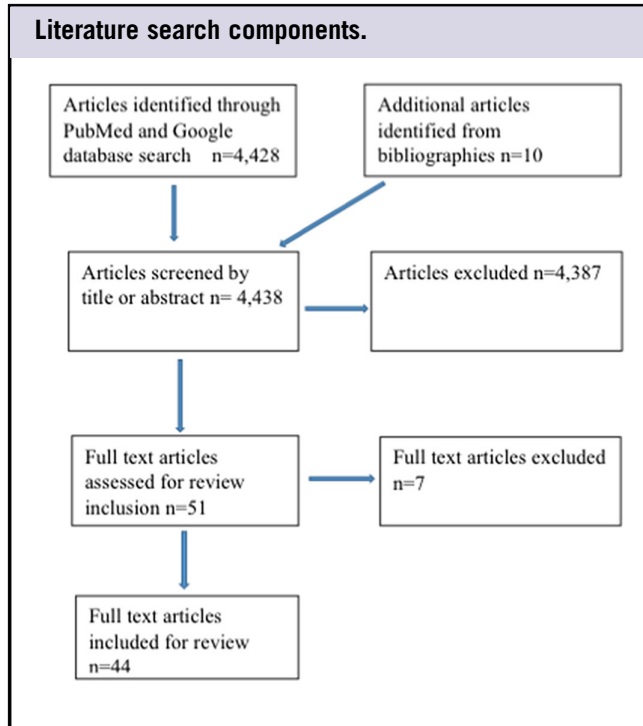 Literature search components.
Articles identified through
PubMed and Google
database search n=4,428
Additional articles
identified from
bibliographies n=10
Articles screened by
title or abstract n= 4,438
Articles excluded n=4,387
Full text articles
assessed for review
inclusion n=51
Full text articles excluded
n=7
Full text articles
included for review
n=44